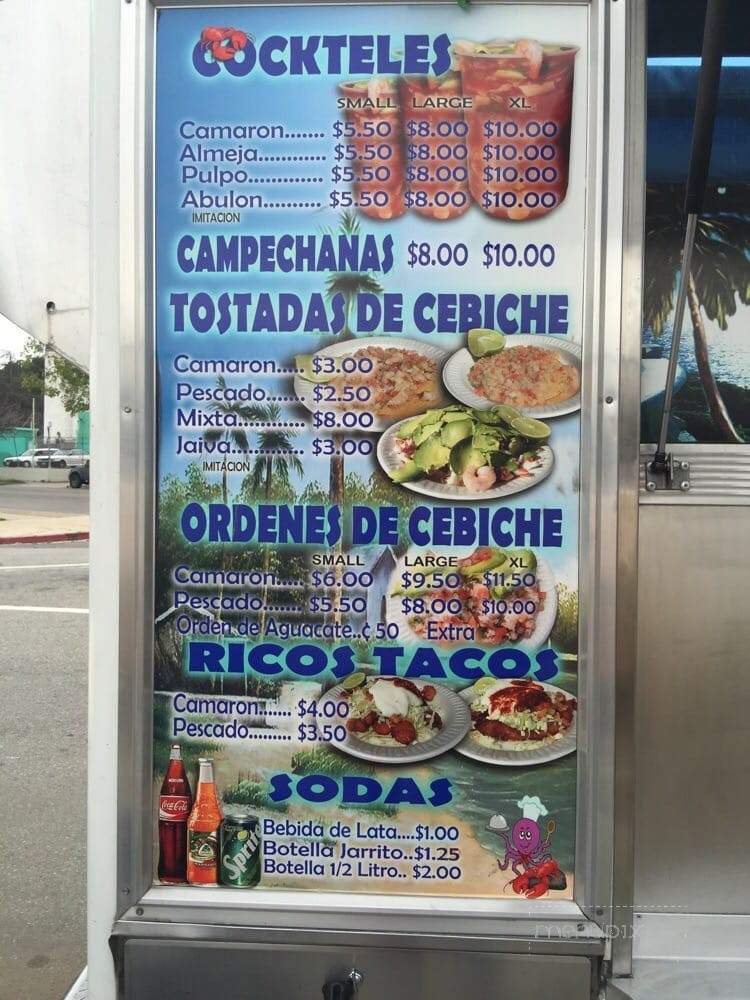 COCKTELES
SMALL LARGE XL
Camaron....... $5.50 $8.00 $10.00
Almeja............. $5.50 $8.00 $10.00
Pulpo.............. $5.50 $8.00 $10.00
Abulon........... $5.50 $8.00 $10.00
IMITACION
CAMPECHANAS $8.00 $10.00
TOSTADAS DE CEBICHE
Camaron..... $3.00
Pescado....... $2.50
Mixta............ $8.00
Jaiva............. $3.00
IMITACION
ORDENES DE CEBICHE
SMALL LARGE XL
Camaron..... $6.00 $9.50 $11.50
Pescado....... $5.50 $8.00 $10.00
Orden de Aguacate..¢ 50 Extra
RICOS TACOS
Camaron....... $4.00
Pescado......... $3.50
SODAS
Bebida de Lata....$1.00
Botella Jarrito..$1.25
Botella 1/2 Litro.. $2.00
Coca-Cola
Sprite
menupix